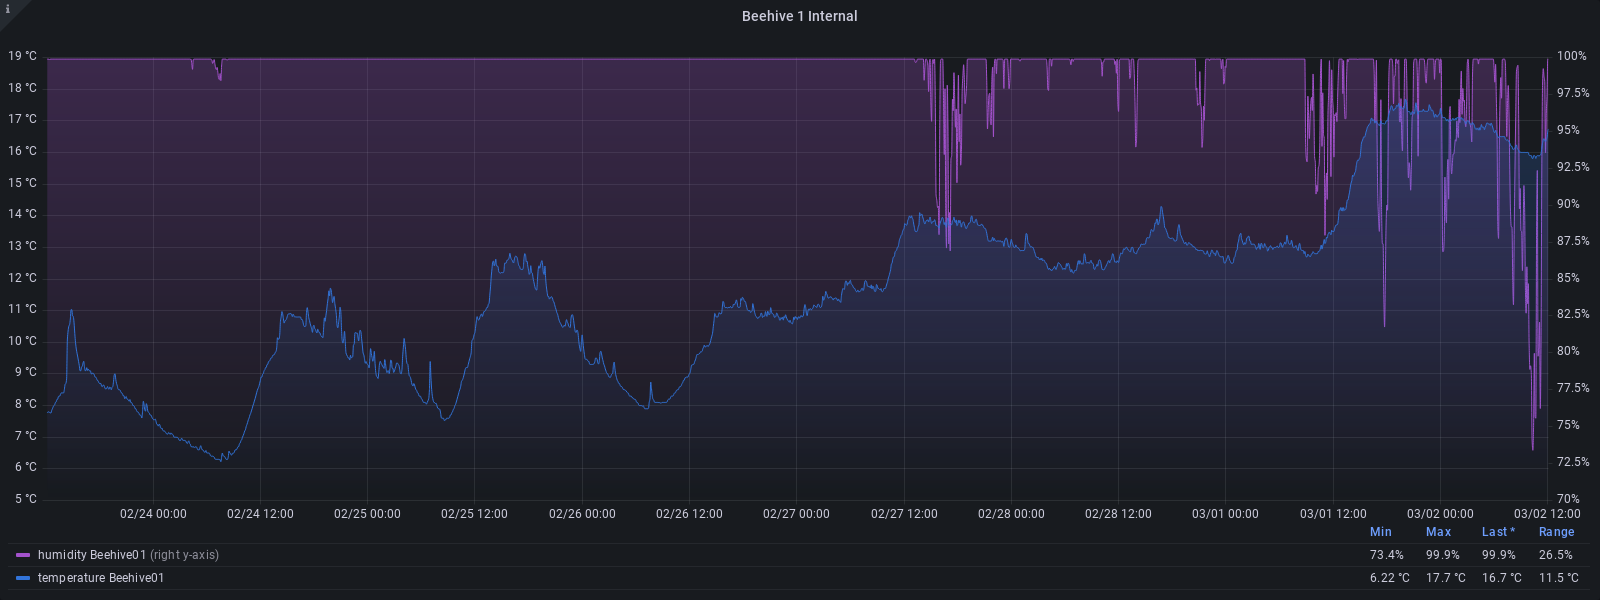 i
Beehive 1 Internal
19 °C 100%
18 °C 97.5%
17 °C 95%
16 °C 92.5%
15 °C 90%
14 °C 87.5%
13 °C 85%
12 °C 82.5%
11 °C 80%
10 °C 77.5%
9 °C 75%
8 °C 72.5%
7 °C 70%
6 °C
5 °C
02/24 00:00 02/24 12:00 02/25 00:00 02/25 12:00 02/26 00:00 02/26 12:00 02/27 00:00 02/27 12:00 02/28 00:00 02/28 12:00 03/01 00:00 03/01 12:00 03/02 00:00 03/02 12:00
Min Max Last * Range
humidity Beehive01 (right y-axis) 73.4% 99.9% 99.9% 26.5%
temperature Beehive01 6.22 °C 17.7 °C 16.7 °C 11.5 °C